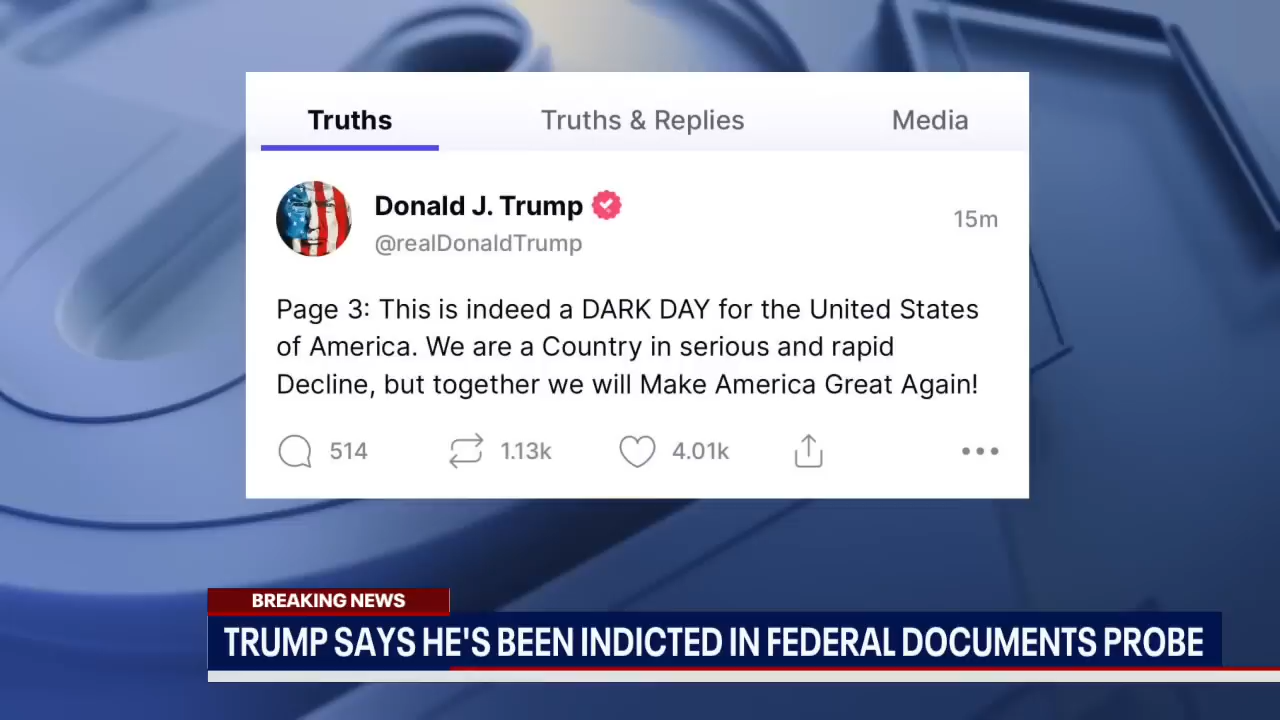 Truths
Truths & Replies
Media
Donald J. Trump
15m
@realDonaldTrump
Page 3: This is indeed a DARK DAY for the United States
of America. We are a Country in serious and rapid
Decline, but together we will Make America Great Again!
514
1.13k
4.01k
BREAKING NEWS
TRUMP SAYS HE'S BEEN INDICTED IN FEDERAL DOCUMENTS PROBE